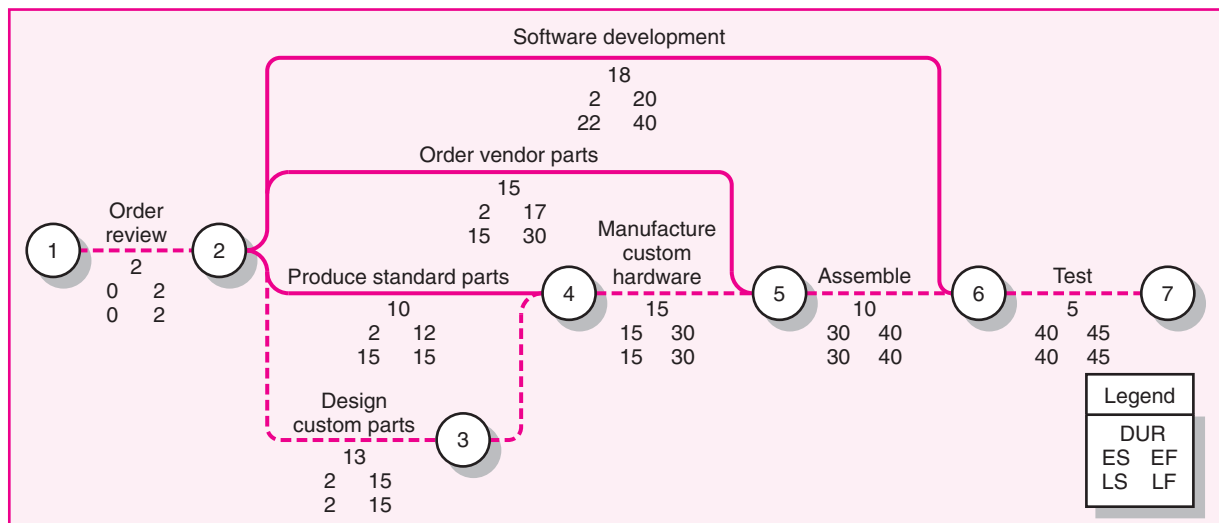 Software development
18
2 20
22 40
Order vendor parts
15
2 17
15 30
1
Order
review
2
0 2
0 2
2
Produce standard parts
10
2 12
15 15
4
Manufacture
custom
hardware
15
15 30
15 30
5
Assemble
10
30 40
30 40
6
Test
5
40 45
40 45
7
Design
custom parts
13
2 15
2 15
3
Legend
DUR
ES EF
LS LF